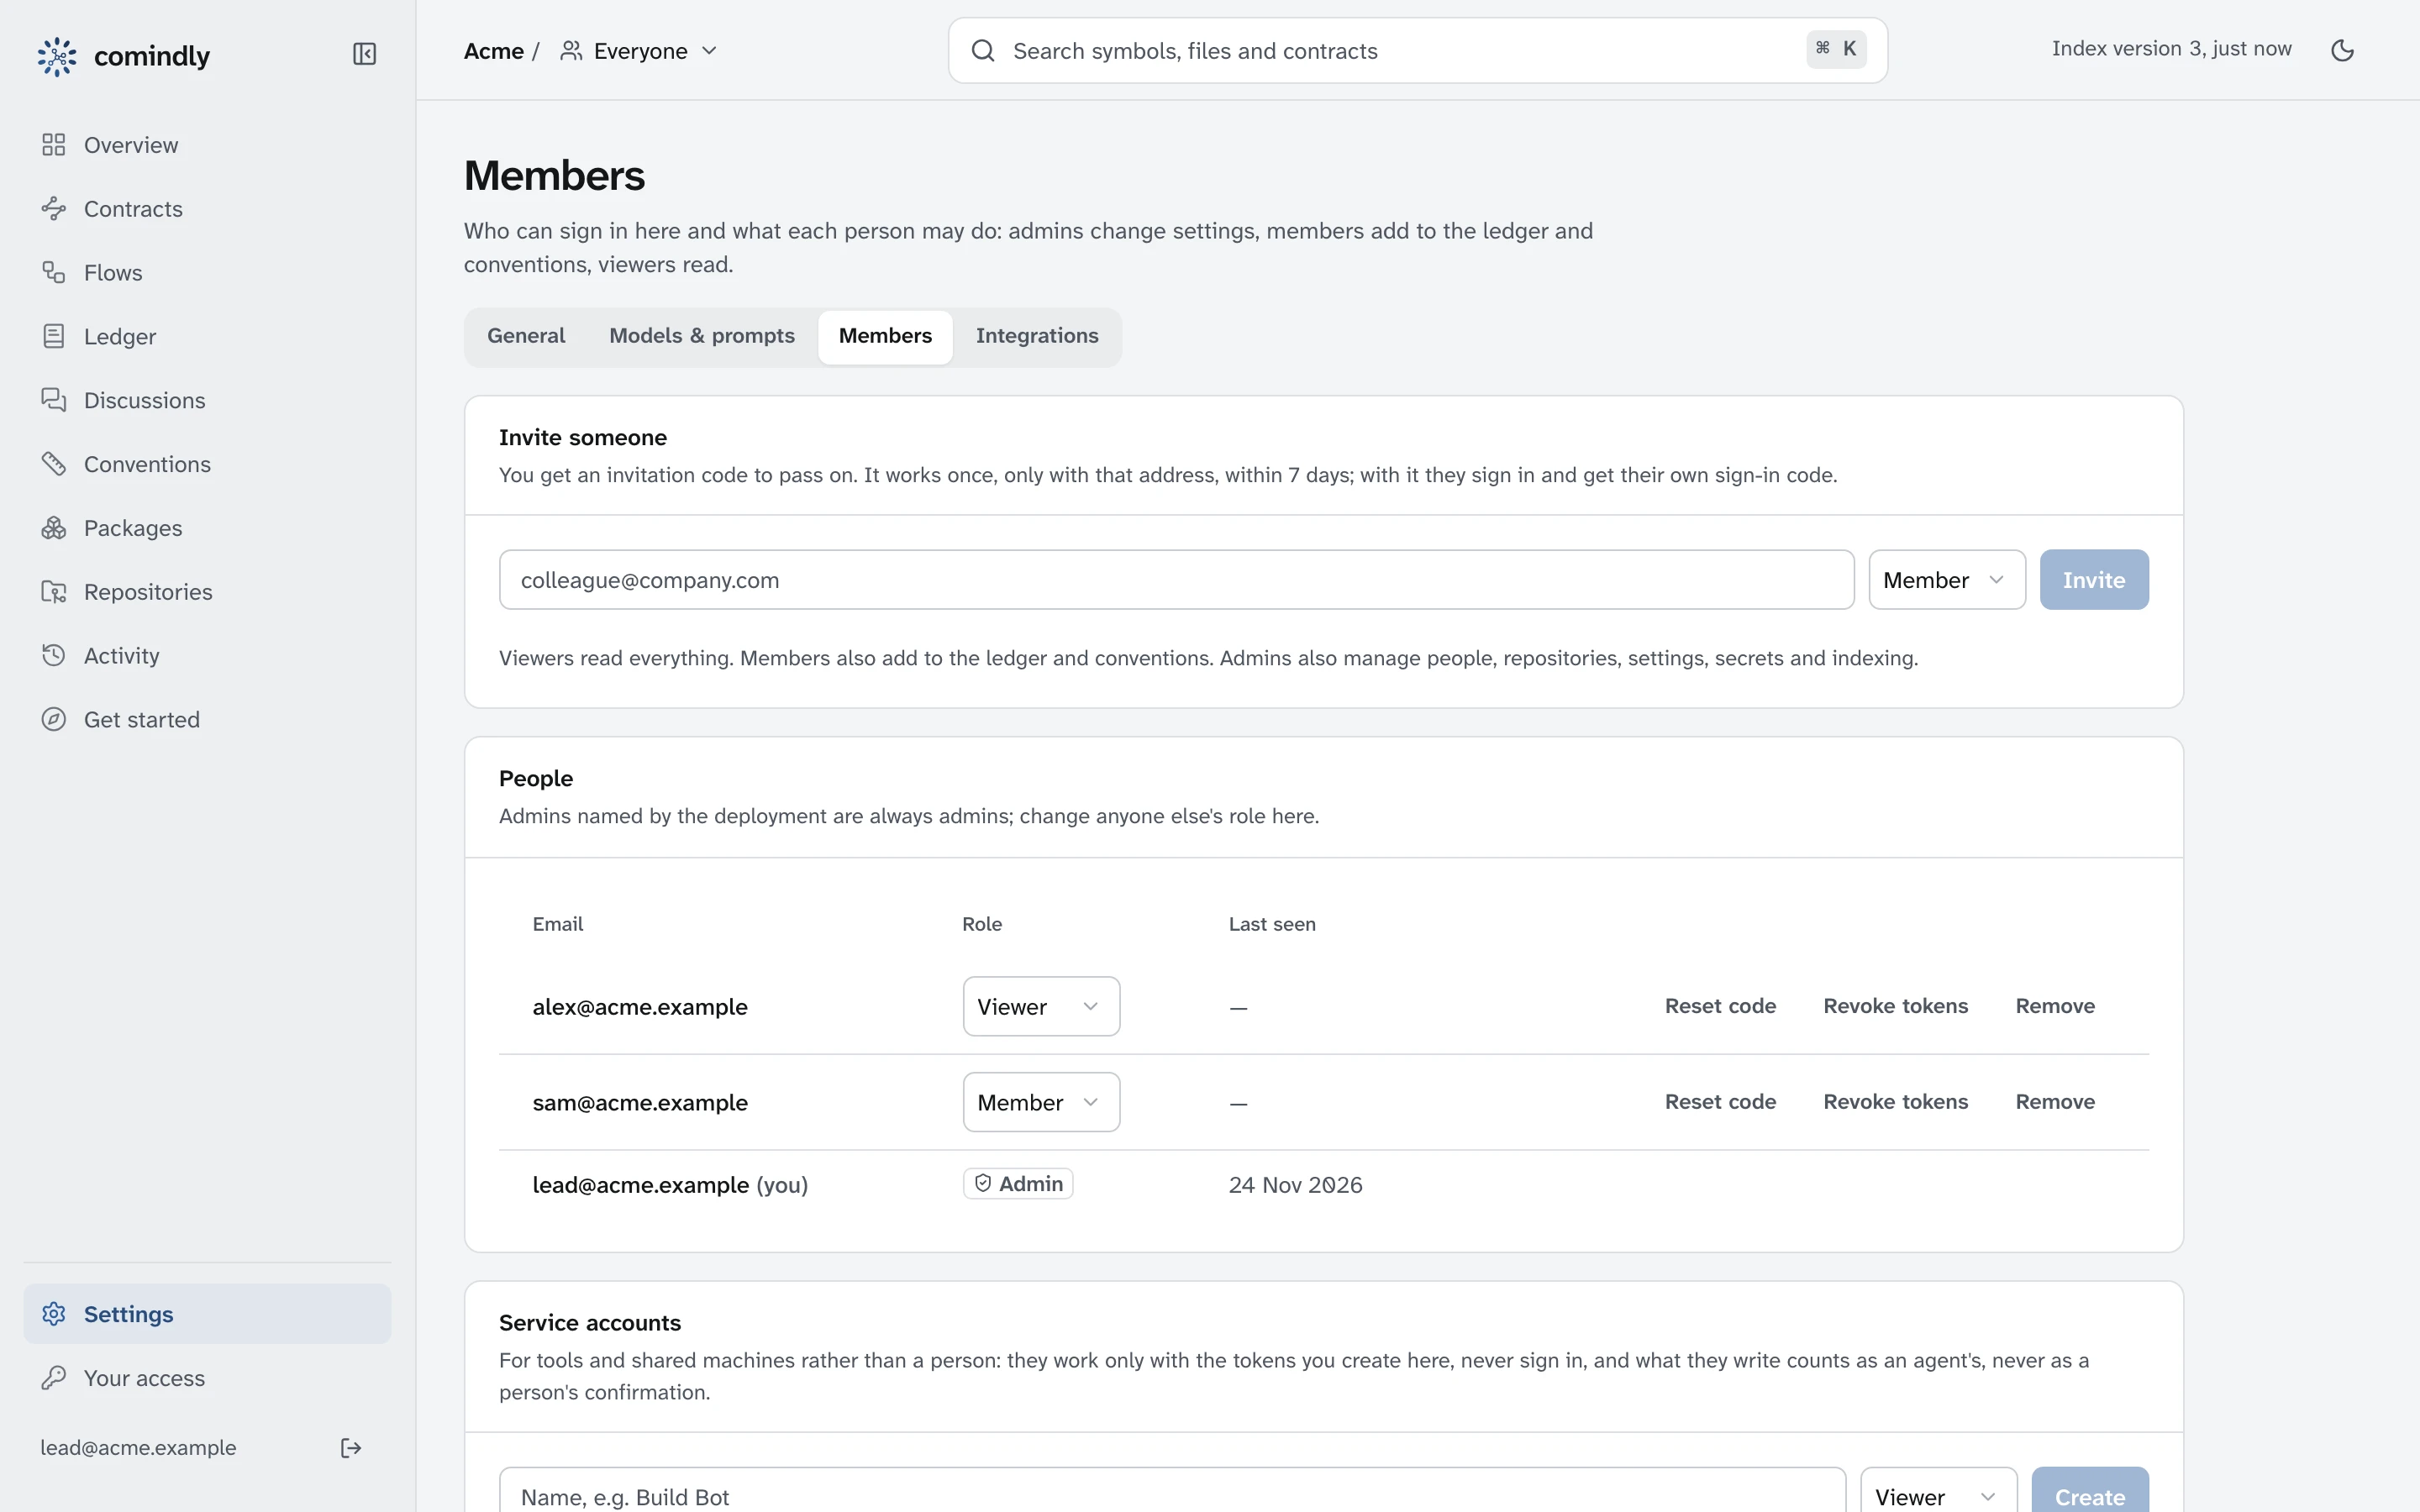 comindly
Acme / Everyone
Search symbols, files and contracts
⌘ K
Index version 3, just now
Overview
Contracts
Flows
Ledger
Discussions
Conventions
Packages
Repositories
Activity
Get started
Settings
Your access
lead@acme.example
Members
Who can sign in here and what each person may do: admins change settings, members add to the ledger and
conventions, viewers read.
General Models & prompts Members Integrations
Invite someone
You get an invitation code to pass on. It works once, only with that address, within 7 days; with it they sign in and get their own sign-in code.
colleague@company.com Member Invite
Viewers read everything. Members also add to the ledger and conventions. Admins also manage people, repositories, settings, secrets and indexing.
People
Admins named by the deployment are always admins; change anyone else's role here.
Email Role Last seen
alex@acme.example Viewer — Reset code Revoke tokens Remove
sam@acme.example Member — Reset code Revoke tokens Remove
lead@acme.example (you) Admin 24 Nov 2026
Service accounts
For tools and shared machines rather than a person: they work only with the tokens you create here, never sign in, and what they write counts as an agent's, never as a
person's confirmation.
Name, e.g. Build Bot Viewer Create